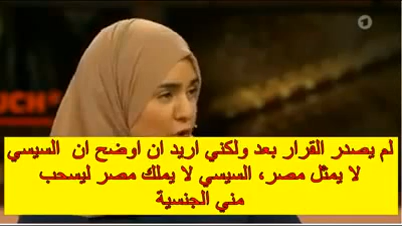 UCH
لم يصدر القرار بعد ولكني اريد ان اوضح ان السيسي
لا يمثل مصر، السيسي لا يملك مصر ليسحب
مني الجنسية